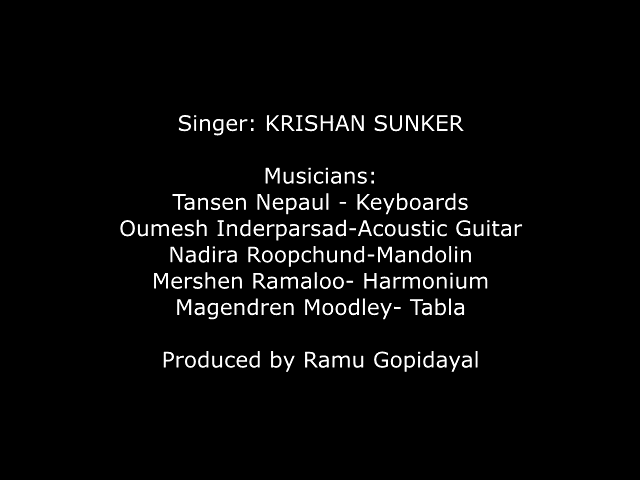 Singer: KRISHAN SUNKER
Musicians:
Tansen Nepaul - Keyboards
Oumesh Inderparsad-Acoustic Guitar
Nadira Roopchund-Mandolin
Mershen Ramaloo- Harmonium
Magendren Moodley- Tabla
Produced by Ramu Gopidayal